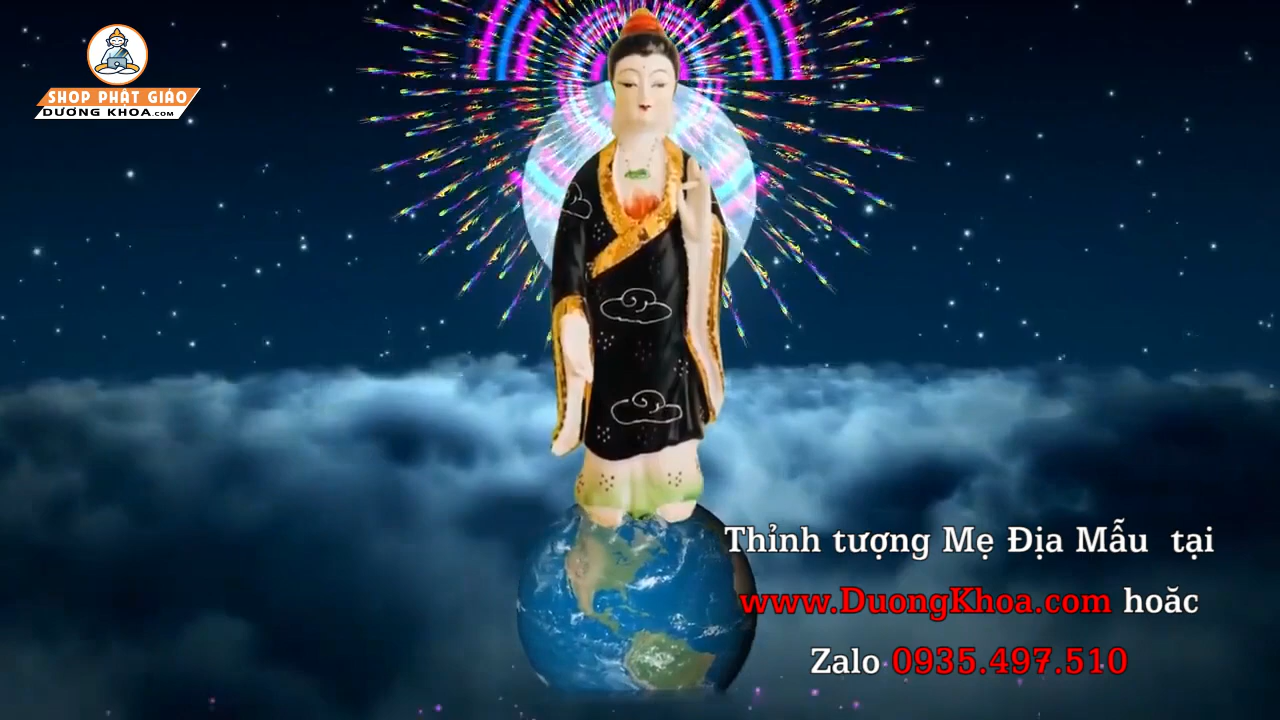 SHOP PHẬT GIÁO
DƯƠNG KHOA.COM
Thỉnh tượng Mẹ Địa Mẫu tại
www.DuongKhoa.com hoặc
Zalo 0935.497.510